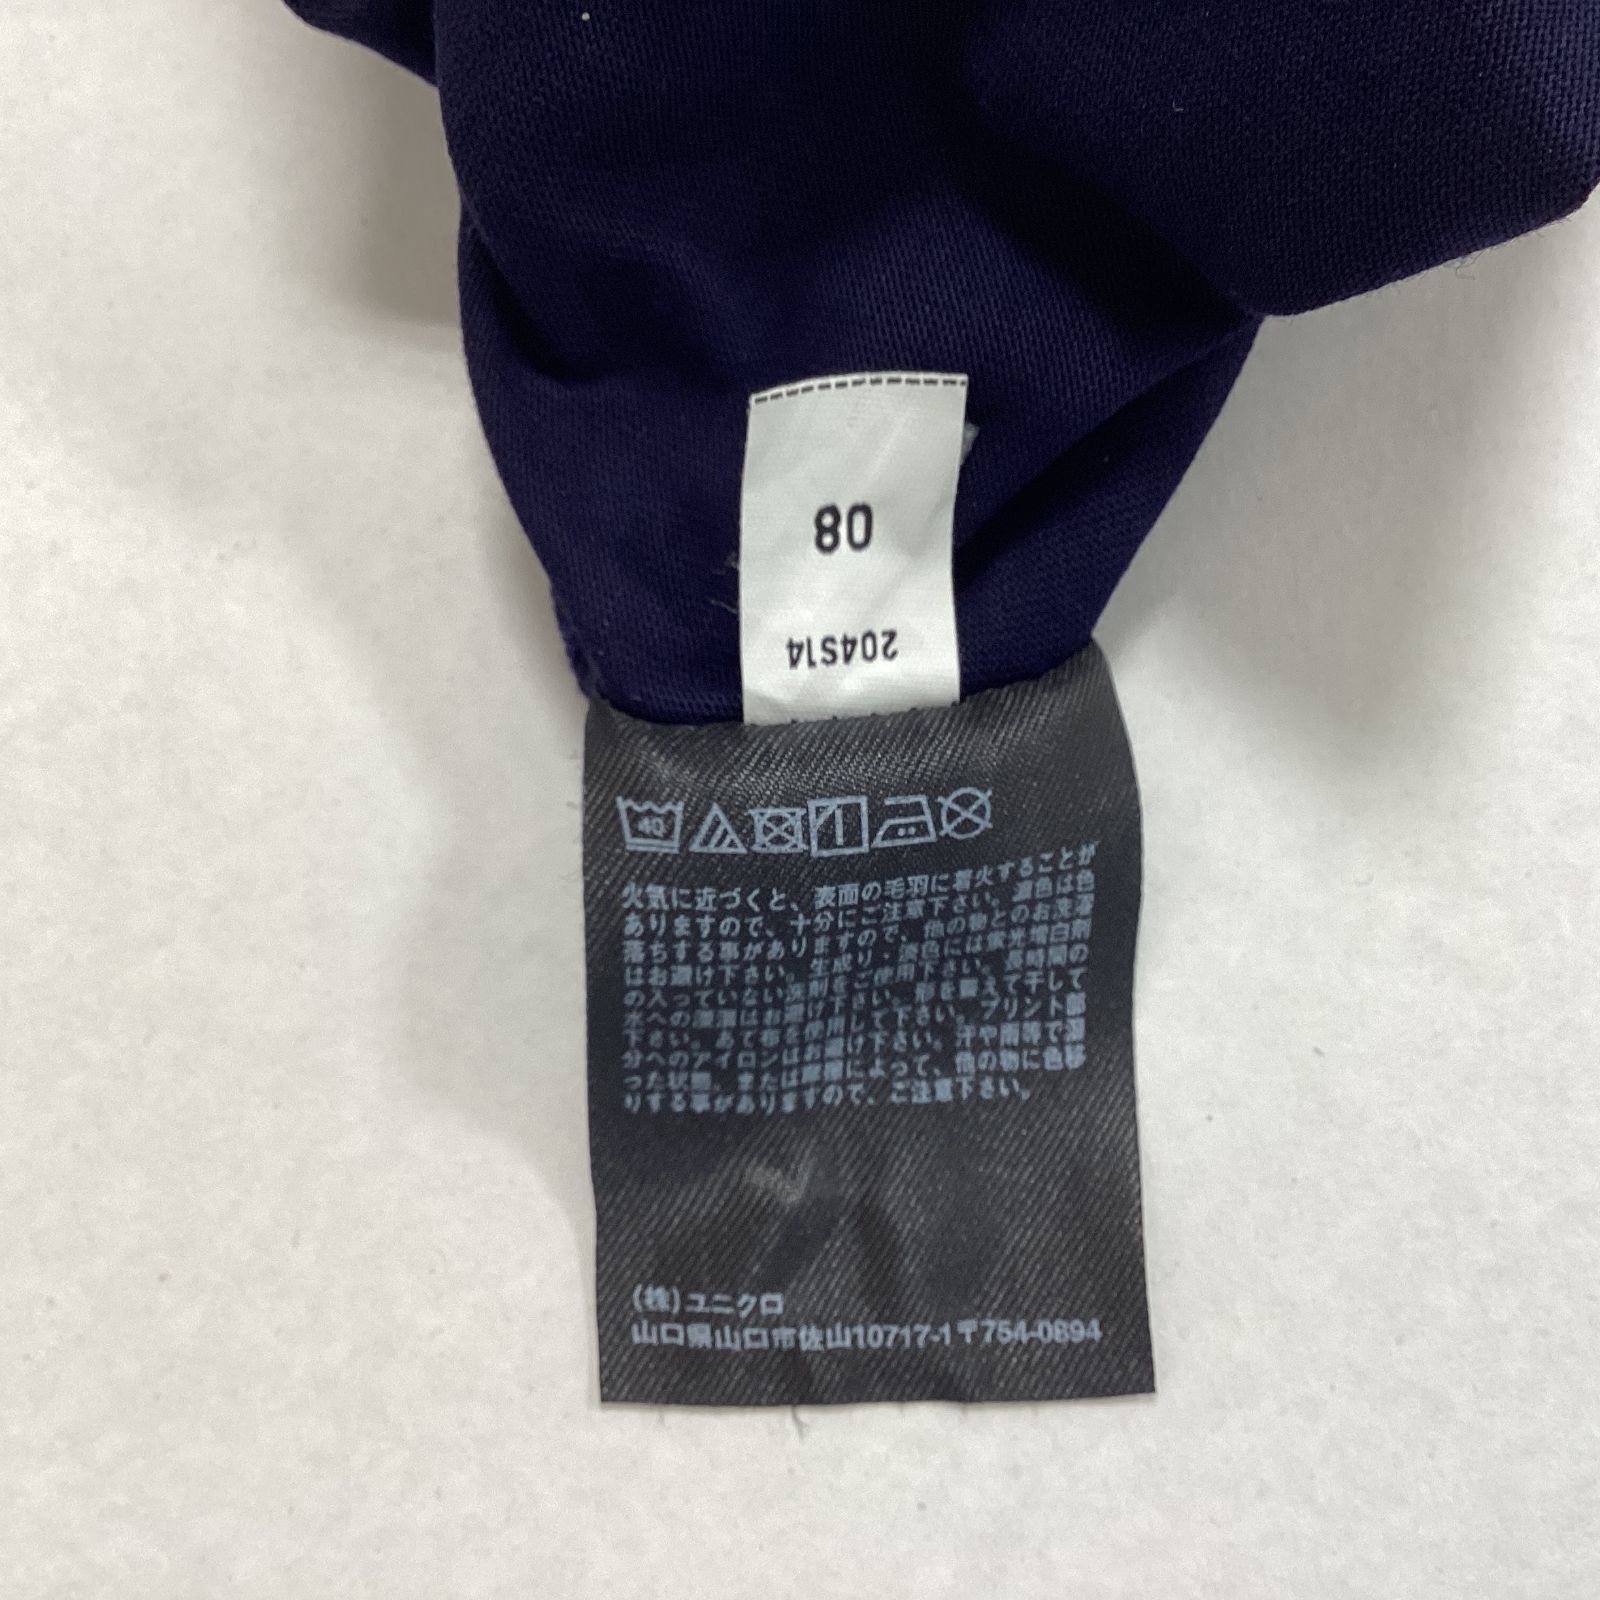 08
204S14
40
火気に近づくと、表面の毛羽に着火することが
ありますので、十分にご注意下さい。濃色は色
落ちする事がありますので、他の物とのお洗濯
はお避け下さい。生成り・淡色には蛍光増白剤
の入っていない洗剤をご使用下さい。長時間の
水への浸漬はお避け下さい。形を整えて干して
下さい。あて布を使用して下さい。プリント部
分へのアイロンはお避け下さい。汗や雨等で湿
った状態、または摩擦によって、他の物に色移
りする事がありますので、ご注意下さい。
(株)ユニクロ
山口県山口市佐山10717-1〒754-0894